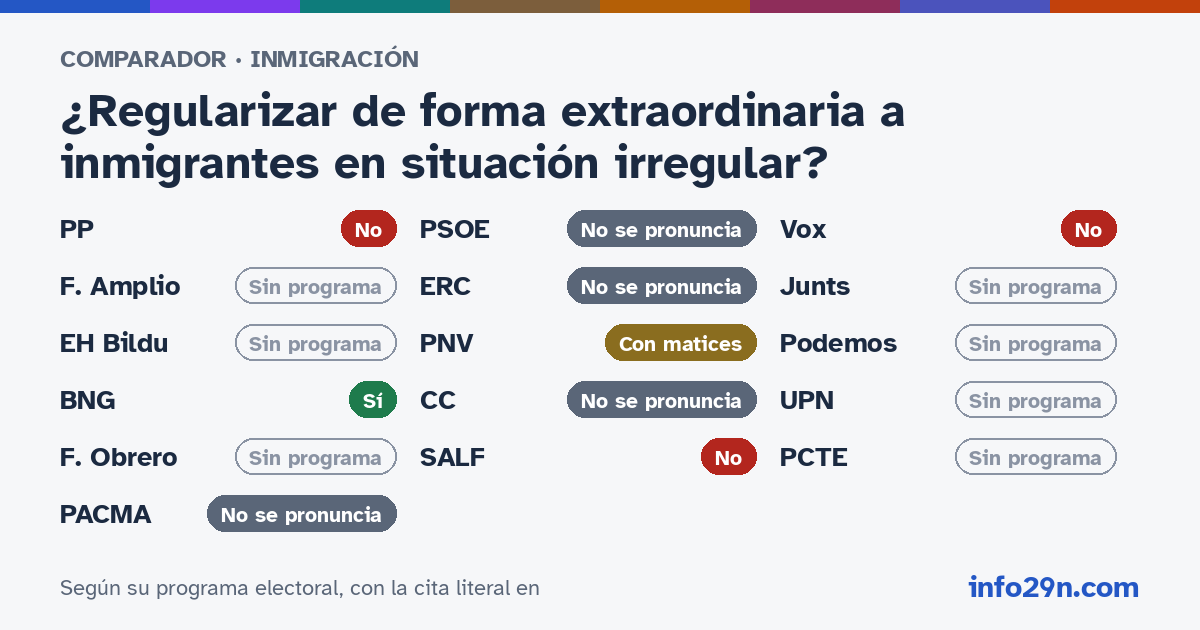 COMPARADOR · INMIGRACIÓN
¿Regularizar de forma extraordinaria a
inmigrantes en situación irregular?
PP No PSOE No se pronuncia Vox No
F. Amplio Sin programa ERC No se pronuncia Junts Sin programa
EH Bildu Sin programa PNV Con matices Podemos Sin programa
BNG Sí CC No se pronuncia UPN Sin programa
F. Obrero Sin programa SALF No PCTE Sin programa
PACMA No se pronuncia
Según su programa electoral, con la cita literal en info29n.com